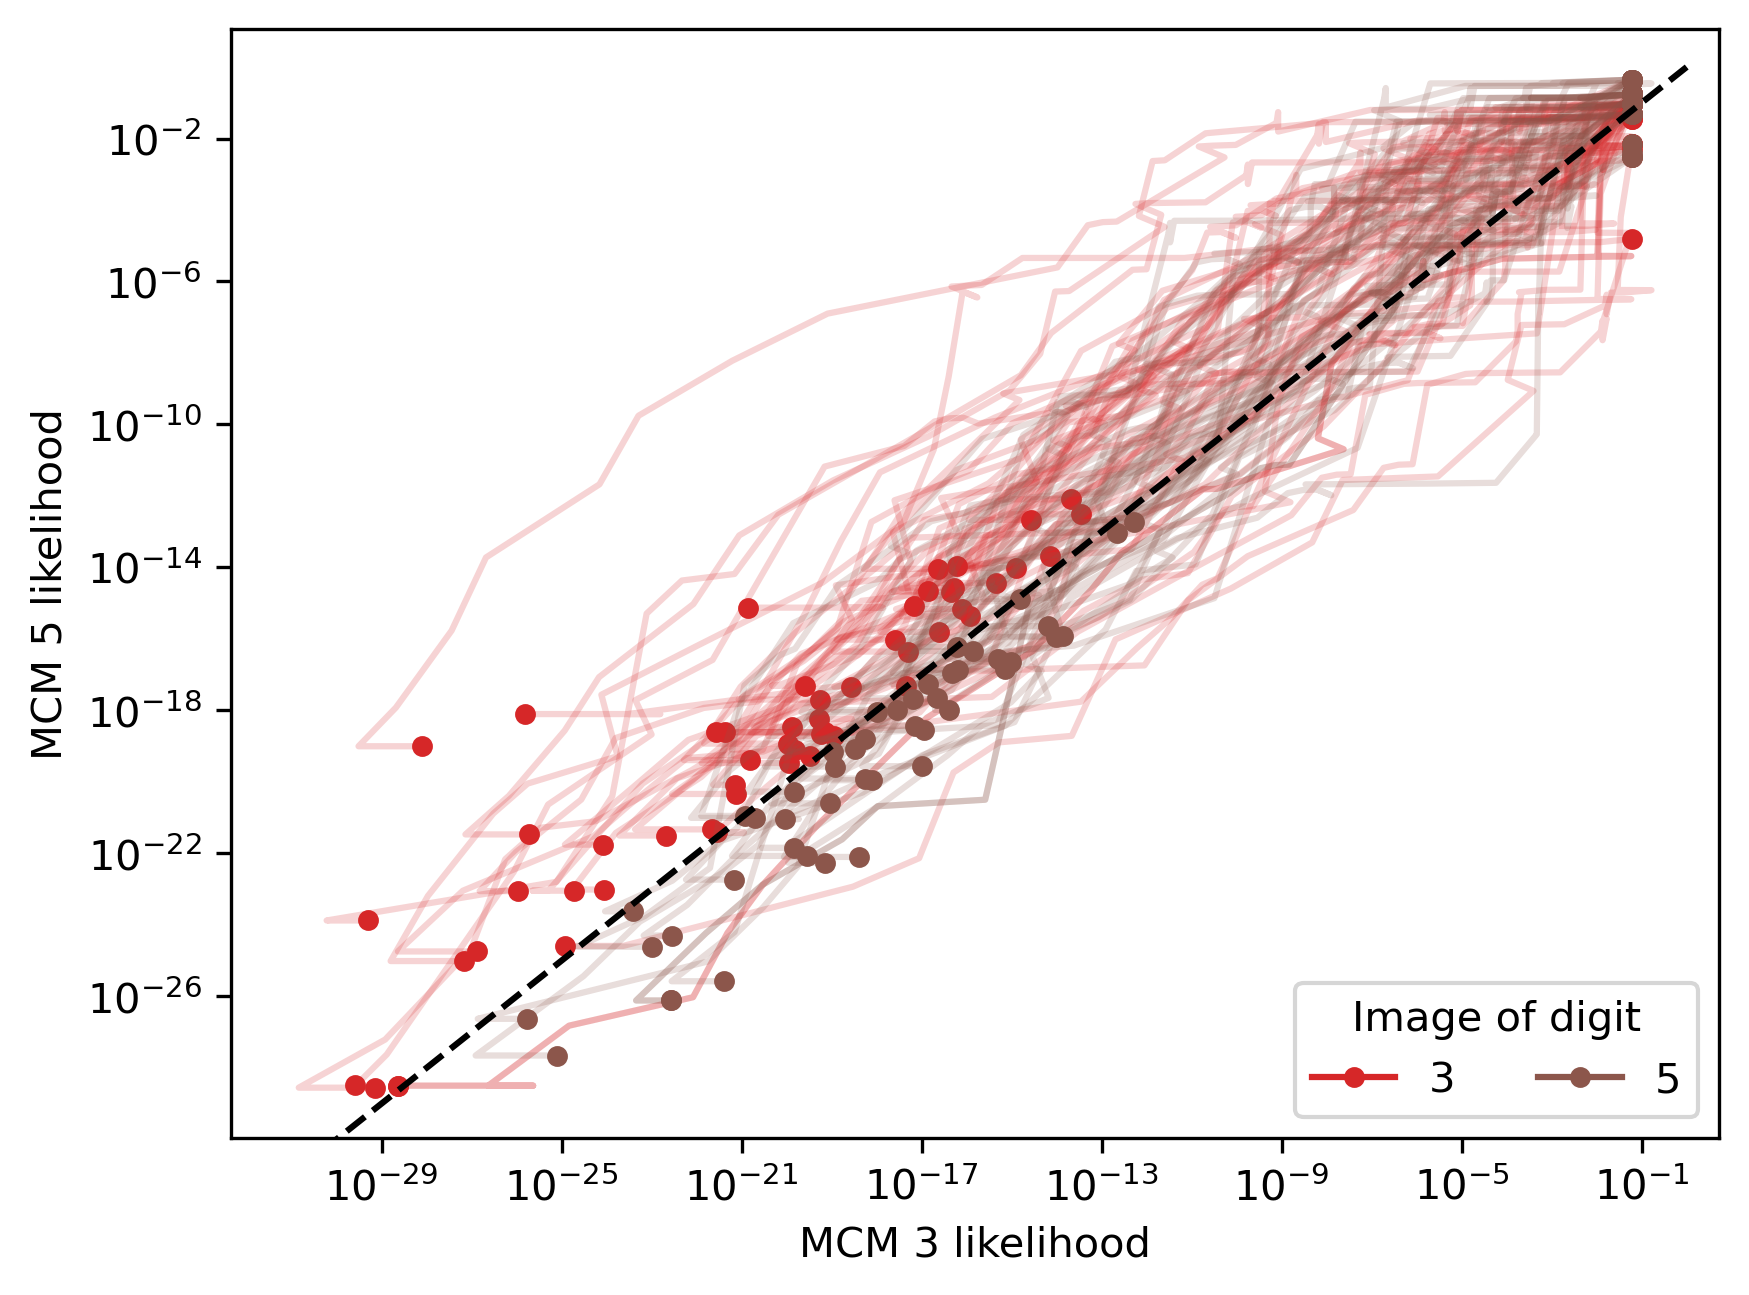 MCM 5 likelihood
10⁻²
10⁻⁶
10⁻¹⁰
10⁻¹⁴
10⁻¹⁸
10⁻²²
10⁻²⁶
Image of digit
3 5
10⁻²⁹ 10⁻²⁵ 10⁻²¹ 10⁻¹⁷ 10⁻¹³ 10⁻⁹ 10⁻⁵ 10⁻¹
MCM 3 likelihood